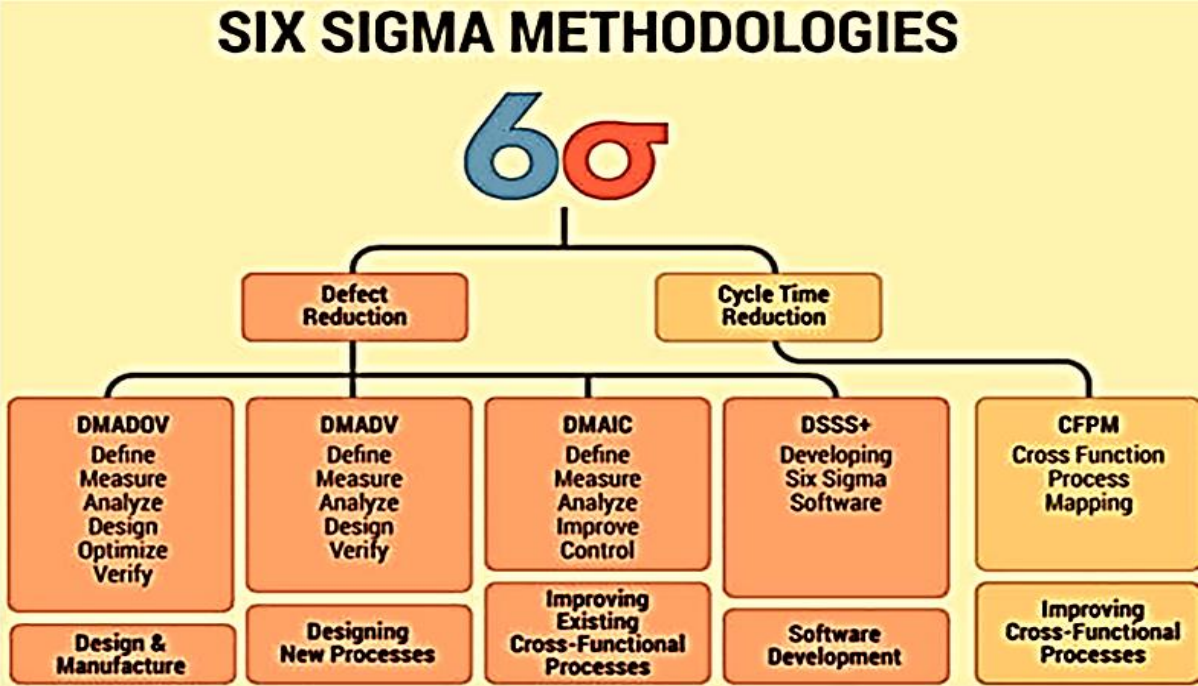 SIX SIGMA METHODOLOGIES
6σ
Defect
Reduction
Cycle Time
Reduction
DMADOV
Define
Measure
Analyze
Design
Optimize
Verify
Design &
Manufacture
DMADV
Define
Measure
Analyze
Design
Verify
Designing
New Processes
DMAIC
Define
Measure
Analyze
Improve
Control
Improving
Existing
Cross-Functional
Processes
DSSS+
Developing
Six Sigma
Software
Software
Development
CFPM
Cross Function
Process
Mapping
Improving
Cross-Functional
Processes